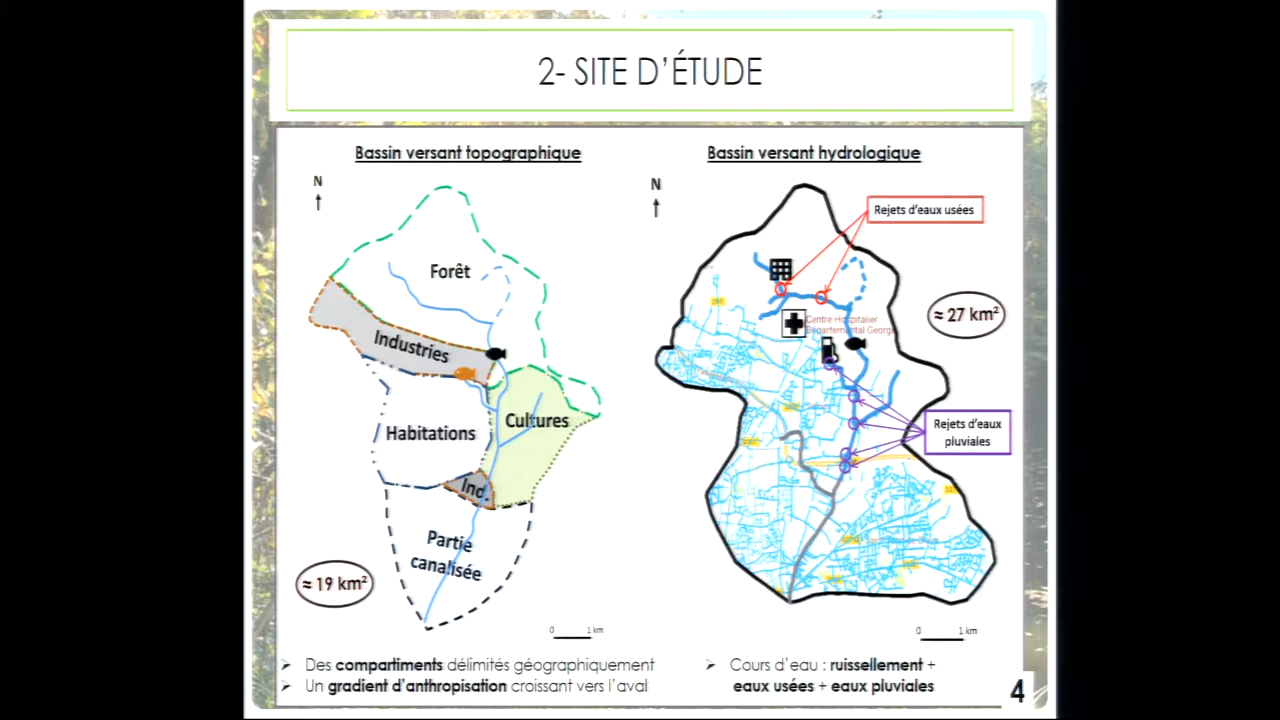 2- SITE D'ÉTUDE
Bassin versant topographique
Bassin versant hydrologique
N
N
Forêt
Industries
Habitations
Cultures
Ind.
Partie
canalisée
≈ 19 km²
0 1 km
Rejets d'eaux usées
≈ 27 km²
Centre Hospitalier
Départemental George
Rejets d'eaux
pluviales
0 1 km
➢ Des compartiments délimités géographiquement
➢ Un gradient d'anthropisation croissant vers l'aval
➢ Cours d'eau : ruissellement +
eaux usées + eaux pluviales
4